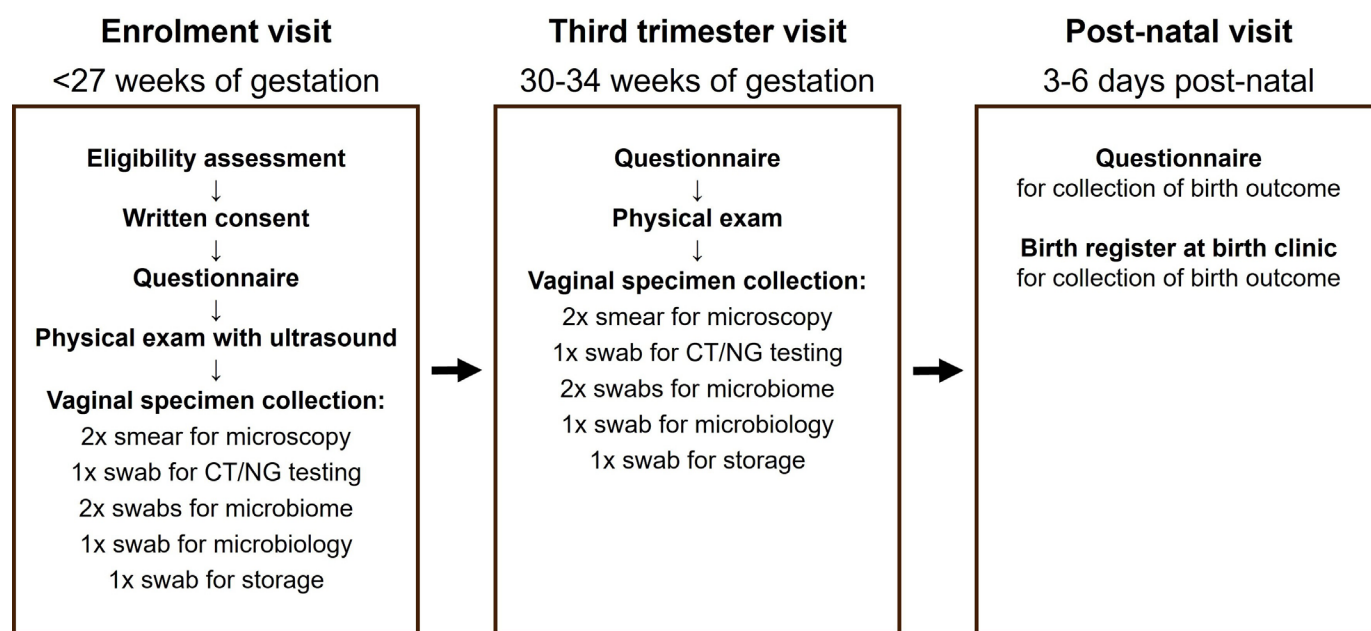 Enrolment visit
<27 weeks of gestation
Eligibility assessment
↓
Written consent
↓
Questionnaire
↓
Physical exam with ultrasound
↓
Vaginal specimen collection:
2x smear for microscopy
1x swab for CT/NG testing
2x swabs for microbiome
1x swab for microbiology
1x swab for storage
Third trimester visit
30-34 weeks of gestation
Questionnaire
↓
Physical exam
↓
Vaginal specimen collection:
2x smear for microscopy
1x swab for CT/NG testing
2x swabs for microbiome
1x swab for microbiology
1x swab for storage
Post-natal visit
3-6 days post-natal
Questionnaire
for collection of birth outcome
Birth register at birth clinic
for collection of birth outcome